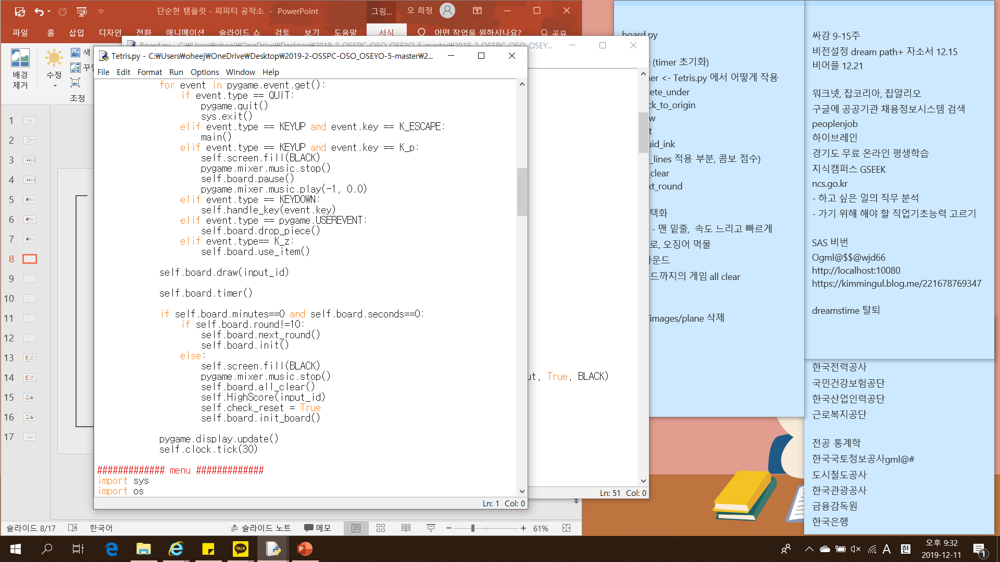 단순한 템플릿 - 피피티 공작소 - PowerPoint
그림...
오 희정
파일 홈 삽입 디자인 전환 애니메이션 슬라이드 쇼 검토 보기 도움말 서식 어떤 작업을 원하시나요? 공유
배경 제거
수정
색
조정
1
2
3
4
5
6
7
8
9
10
11
12
13
14
15
16
17
Board.py - C:₩Users₩oheej₩OneDrive₩Desktop₩2019-2-OSSPC-OSO_OSEYO-5-master₩2019-2-OSSPC-OSO_OSEY...
Tetris.py - C:₩Users₩oheej₩OneDrive₩Desktop₩2019-2-OSSPC-OSO_OSEYO-5-master₩2...
File Edit Format Run Options Window Help
for event in pygame.event.get():
if event.type == QUIT:
pygame.quit()
sys.exit()
elif event.type == KEYUP and event.key == K_ESCAPE:
main()
elif event.type == KEYUP and event.key == K_p:
self.screen.fill(BLACK)
pygame.mixer.music.stop()
self.board.pause()
pygame.mixer.music.play(-1, 0.0)
elif event.type == KEYDOWN:
self.handle_key(event.key)
elif event.type == pygame.USEREVENT:
self.board.drop_piece()
elif event.type== K_z:
self.board.use_item()
self.board.draw(input_id)
self.board.timer()
if self.board.minutes==0 and self.board.seconds==0:
if self.board.round!=10:
self.board.next_round()
self.board.init()
else:
self.screen.fill(BLACK)
pygame.mixer.music.stop()
self.board.all_clear()
self.HighScore(input_id)
self.check_reset = True
self.board.init_board()
pygame.display.update()
self.clock.tick(30)
############# menu #############
import sys
import os
Ln: 1 Col: 0
ut, True, BLACK)
Ln: 51 Col: 0
board.py
(timer 초기화)
<- Tetris.py 에서 어떻게 작용
ete_under
ck_to_origin
uid_ink
_lines 적용 부분, 콤보 점수)
_clear
xt_round
택화
- 맨 밑줄, 속도 느리고 빠르게
로, 오징어 먹물
라운드
드까지의 게임 all clear
/images/plane 삭제
싸강 9-15주
비전설정 dream path+ 자소서 12.15
비어플 12.21
워크넷, 잡코리아, 잡알리오
구글에 공공기관 채용정보시스템 검색
peoplenjob
하이브레인
경기도 무료 온라인 평생학습
지식캠퍼스 GSEEK
ncs.go.kr
- 하고 싶은 일의 직무 분석
- 가기 위해 해야 할 직업기초능력 고르기
SAS 비번
Ogml@$$@wjd66
http://localhost:10080
https://kimmingul.blog.me/221678769347
dreamstime 탈퇴
한국전력공사
국민건강보험공단
한국산업인력공단
근로복지공단
전공 통계학
한국국토정보공사gml@#
도시철도공사
한국관광공사
금융감독원
한국은행
슬라이드 8/17 한국어 슬라이드 노트 메모 61%
TALK
A 한
오후 9:32
2019-12-11
1